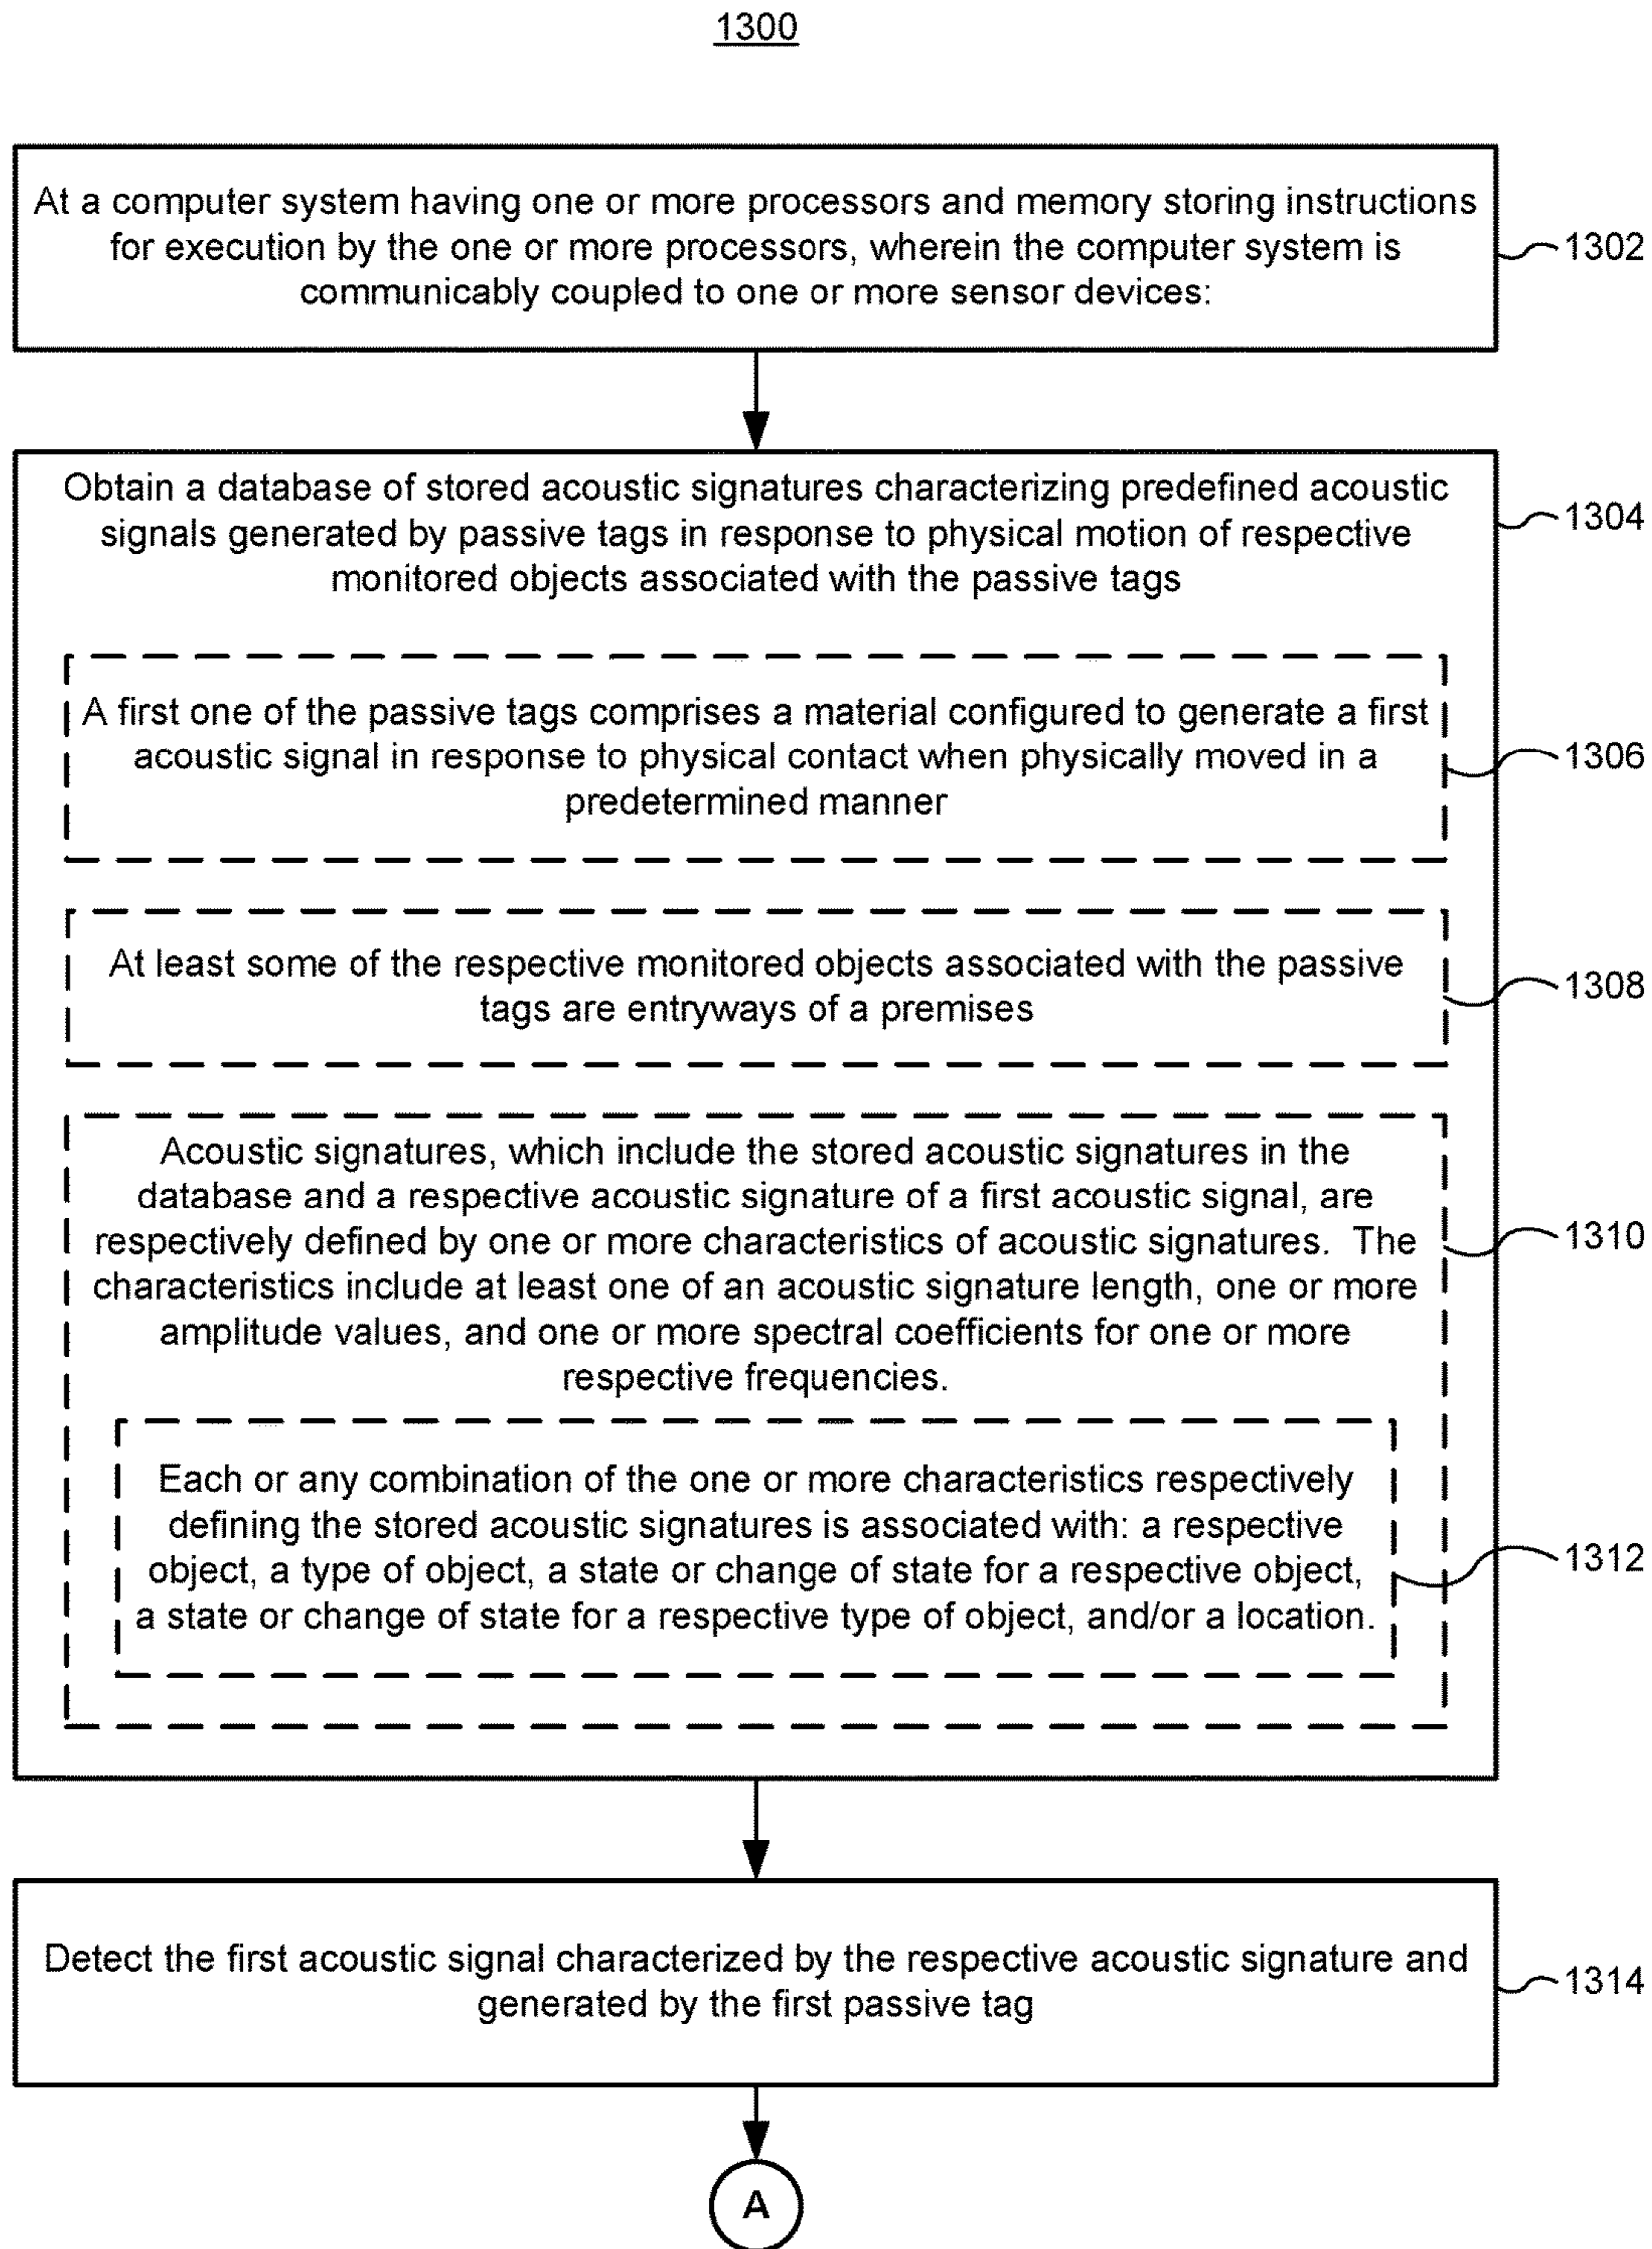 1300
At a computer system having one or more processors and memory storing instructions
for execution by the one or more processors, wherein the computer system is
communicably coupled to one or more sensor devices:
1302
Obtain a database of stored acoustic signatures characterizing predefined acoustic
signals generated by passive tags in response to physical motion of respective
monitored objects associated with the passive tags
1304
A first one of the passive tags comprises a material configured to generate a first
acoustic signal in response to physical contact when physically moved in a
predetermined manner
1306
At least some of the respective monitored objects associated with the passive
tags are entryways of a premises
1308
Acoustic signatures, which include the stored acoustic signatures in the
database and a respective acoustic signature of a first acoustic signal, are
respectively defined by one or more characteristics of acoustic signatures.  The
characteristics include at least one of an acoustic signature length, one or more
amplitude values, and one or more spectral coefficients for one or more
respective frequencies.
1310
Each or any combination of the one or more characteristics respectively
defining the stored acoustic signatures is associated with: a respective
object, a type of object, a state or change of state for a respective object,
a state or change of state for a respective type of object, and/or a location.
1312
Detect the first acoustic signal characterized by the respective acoustic signature and
generated by the first passive tag
1314
A